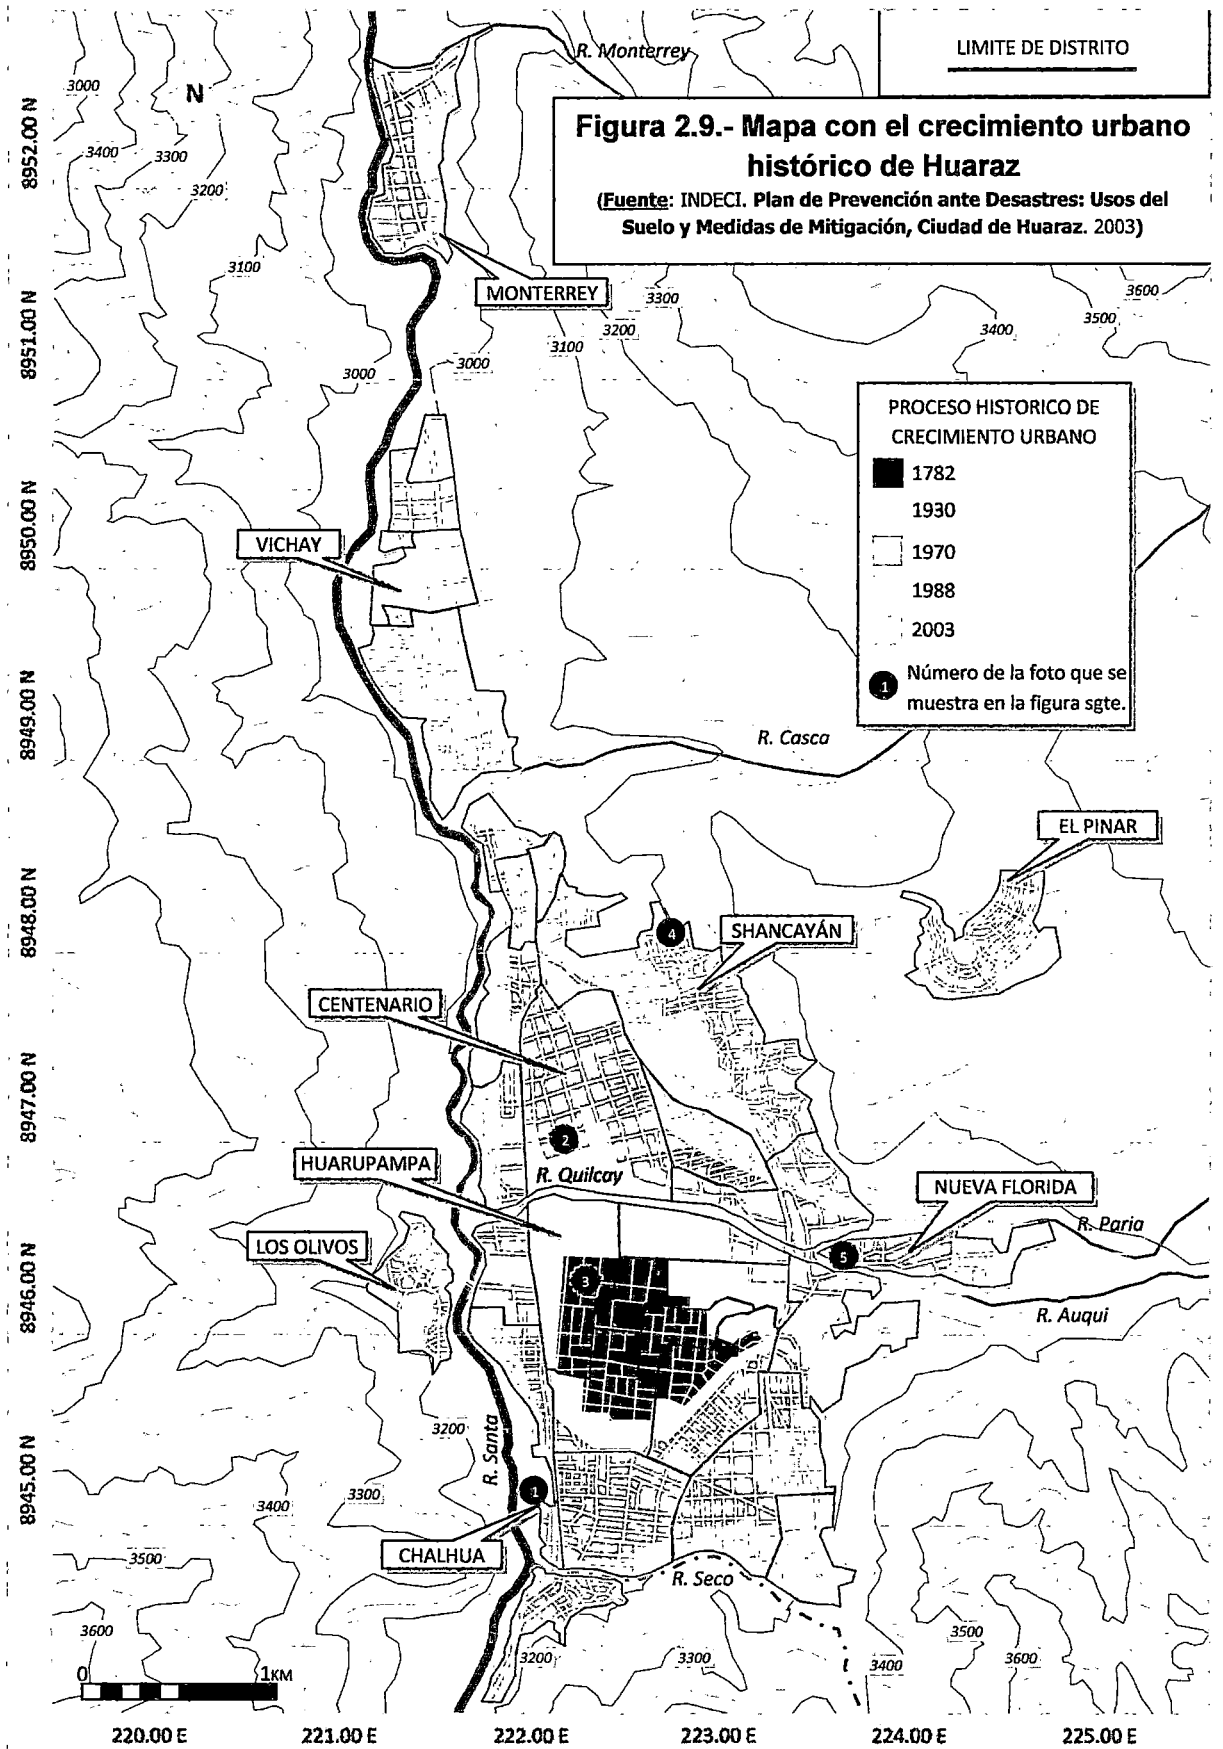 LIMITE DE DISTRITO
Figura 2.9.- Mapa con el crecimiento urbano
histórico de Huaraz
(Fuente: INDECI. Plan de Prevención ante Desastres: Usos del
Suelo y Medidas de Mitigación, Ciudad de Huaraz. 2003)
R. Monterrey
N
3000
3400
3300
3200
3100
8952.00 N
MONTERREY
3300
3200
3100
3000
3000
3600
3500
3400
8951.00 N
PROCESO HISTORICO DE
CRECIMIENTO URBANO
1782
1930
1970
1988
2003
1 Número de la foto que se
muestra en la figura sgte.
8950.00 N
VICHAY
8949.00 N
R. Casca
EL PINAR
8948.00 N
4
SHANCAYÁN
CENTENARIO
8947.00 N
2
HUARUPAMPA
R. Quilcay
NUEVA FLORIDA
R. Paria
LOS OLIVOS
5
8946.00 N
3
R. Auqui
3200
R. Santa
8945.00 N
1
3400
3300
3500
CHALHUA
R. Seco
3600
3200
3300
3400
3500
3600
0
1KM
220.00 E
221.00 E
222.00 E
223.00 E
224.00 E
225.00 E